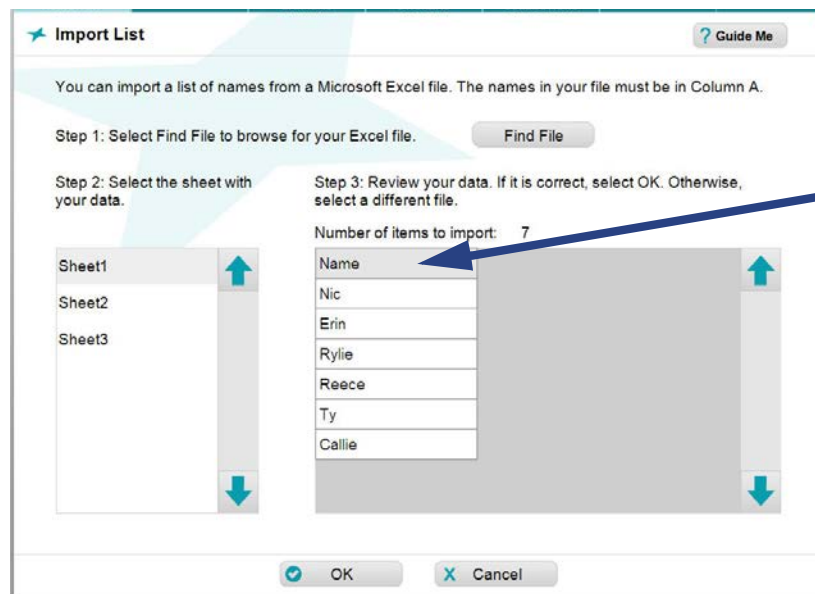 Import List
? Guide Me
You can import a list of names from a Microsoft Excel file. The names in your file must be in Column A.
Step 1: Select Find File to browse for your Excel file.
Find File
Step 2: Select the sheet with
your data.
Step 3: Review your data. If it is correct, select OK. Otherwise,
select a different file.
Number of items to import: 7
Sheet1
Sheet2
Sheet3
Name
Nic
Erin
Rylie
Reece
Ty
Callie
OK
X Cancel